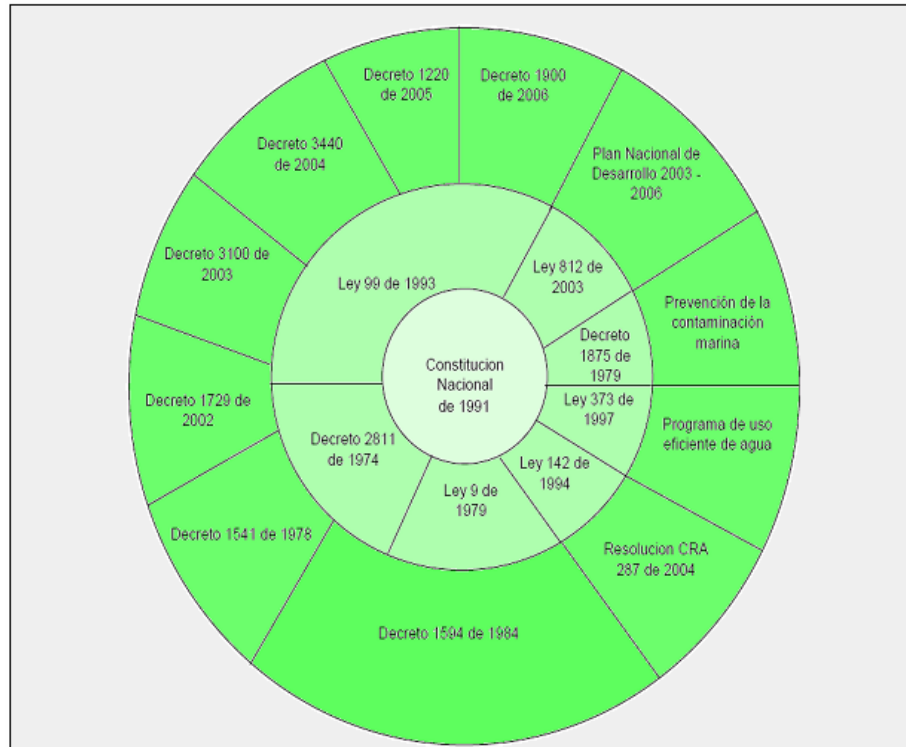 Decreto 1220
de 2005
Decreto 1900
de 2006
Decreto 3440
de 2004
Plan Nacional de
Desarrollo 2003 -
2006
Decreto 3100 de
2003
Ley 99 de 1993
Ley 812 de
2003
Prevención de la
contaminación
marina
Constitucion
Nacional
de 1991
Decreto
1875 de
1979
Decreto 1729 de
2002
Ley 373 de
1997
Programa de uso
eficiente de agua
Decreto 2811
de 1974
Ley 142 de
1994
Ley 9 de
1979
Decreto 1541 de 1978
Resolucion CRA
287 de 2004
Decreto 1594 de 1984